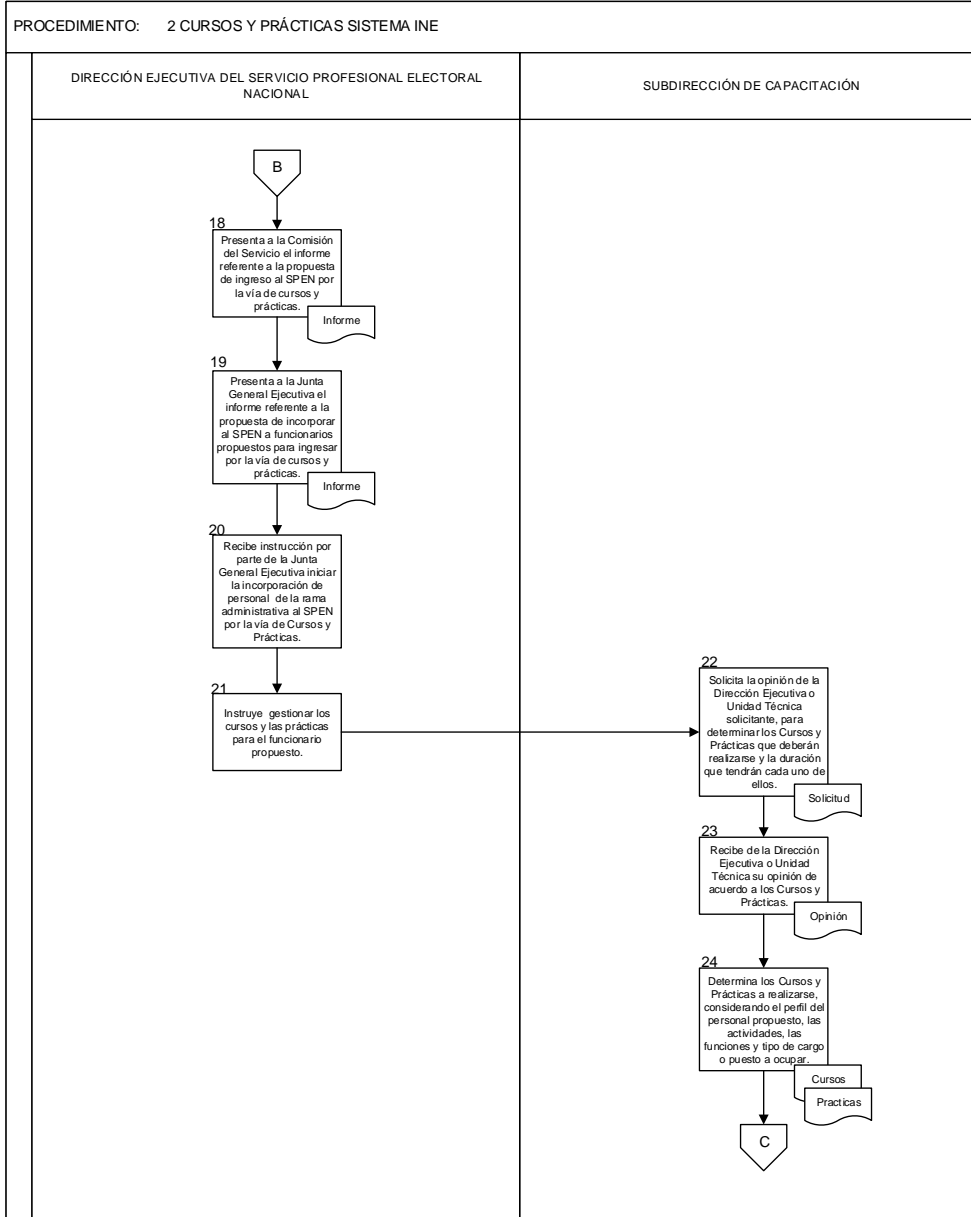 PROCEDIMIENTO: 2 CURSOS Y PRÁCTICAS SISTEMA INE
DIRECCIÓN EJECUTIVA DEL SERVICIO PROFESIONAL ELECTORAL
NACIONAL
SUBDIRECCIÓN DE CAPACITACIÓN
B
18
Presenta a la Comisión
del Servicio el informe
referente a la propuesta
de ingreso al SPEN por
la vía de cursos y
prácticas.
Informe
19
Presenta a la Junta
General Ejecutiva el
informe referente a la
propuesta de incorporar
al SPEN a funcionarios
propuestos para ingresar
por la vía de cursos y
prácticas.
Informe
20
Recibe instrucción por
parte de la Junta
General Ejecutiva iniciar
la incorporación de
personal de la rama
administrativa al SPEN
por la vía de Cursos y
Prácticas.
21
Instruye gestionar los
cursos y las prácticas
para el funcionario
propuesto.
22
Solicita la opinión de la
Dirección Ejecutiva o
Unidad Técnica
solicitante, para
determinar los Cursos y
Prácticas que deberán
realizarse y la duración
que tendrán cada uno de
ellos.
Solicitud
23
Recibe de la Dirección
Ejecutiva o Unidad
Técnica su opinión de
acuerdo a los Cursos y
Prácticas.
Opinión
24
Determina los Cursos y
Prácticas a realizarse,
considerando el perfil del
personal propuesto, las
actividades, las
funciones y tipo de cargo
o puesto a ocupar.
Cursos
Practicas
C